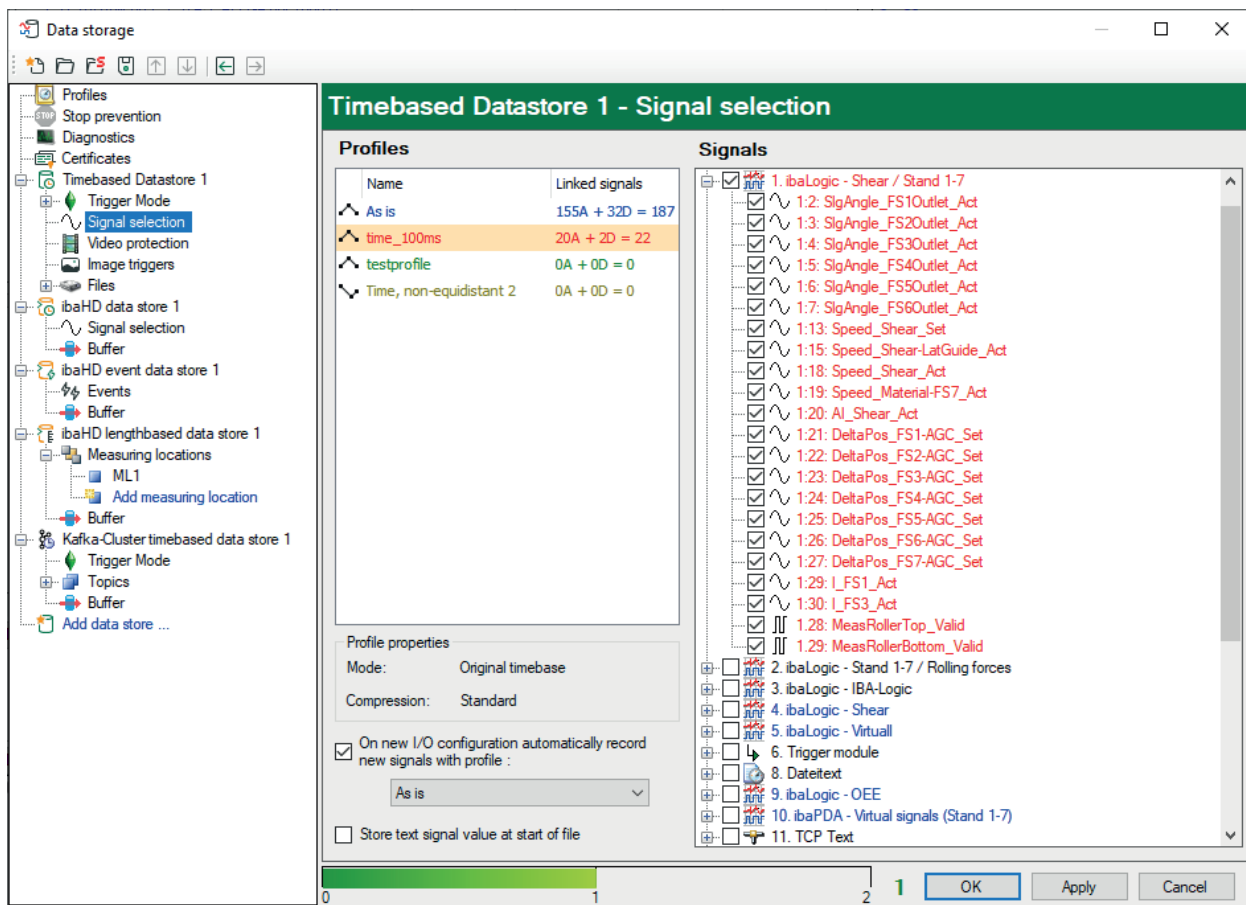 Data storage
Profiles
STOP
Stop prevention
Diagnostics
Certificates
Timebased Datastore 1
Trigger Mode
Signal selection
Video protection
Image triggers
Files
ibaHD data store 1
Signal selection
Buffer
ibaHD event data store 1
Events
Buffer
ibaHD lengthbased data store 1
Measuring locations
ML1
Add measuring location
Buffer
Kafka-Cluster timebased data store 1
Trigger Mode
Topics
Buffer
Add data store ...
Timebased Datastore 1 - Signal selection
Profiles
Name Linked signals
As is 155A + 32D = 187
time_100ms 20A + 2D = 22
testprofile 0A + 0D = 0
Time, non-equidistant 2 0A + 0D = 0
Profile properties
Mode: Original timebase
Compression: Standard
On new I/O configuration automatically record
new signals with profile :
As is
Store text signal value at start of file
Signals
1. ibaLogic - Shear / Stand 1-7
1:2: SlgAngle_FS1Outlet_Act
1:3: SlgAngle_FS2Outlet_Act
1:4: SlgAngle_FS3Outlet_Act
1:5: SlgAngle_FS4Outlet_Act
1:6: SlgAngle_FS5Outlet_Act
1:7: SlgAngle_FS6Outlet_Act
1:13: Speed_Shear_Set
1:15: Speed_Shear-LatGuide_Act
1:18: Speed_Shear_Act
1:19: Speed_Material-FS7_Act
1:20: AI_Shear_Act
1:21: DeltaPos_FS1-AGC_Set
1:22: DeltaPos_FS2-AGC_Set
1:23: DeltaPos_FS3-AGC_Set
1:24: DeltaPos_FS4-AGC_Set
1:25: DeltaPos_FS5-AGC_Set
1:26: DeltaPos_FS6-AGC_Set
1:27: DeltaPos_FS7-AGC_Set
1:29: I_FS1_Act
1:30: I_FS3_Act
1.28: MeasRollerTop_Valid
1.29: MeasRollerBottom_Valid
2. ibaLogic - Stand 1-7 / Rolling forces
3. ibaLogic - IBA-Logic
4. ibaLogic - Shear
5. ibaLogic - Virtuall
6. Trigger module
8. Dateitext
9. ibaLogic - OEE
10. ibaPDA - Virtual signals (Stand 1-7)
11. TCP Text
0 1 2
1
OK Apply Cancel